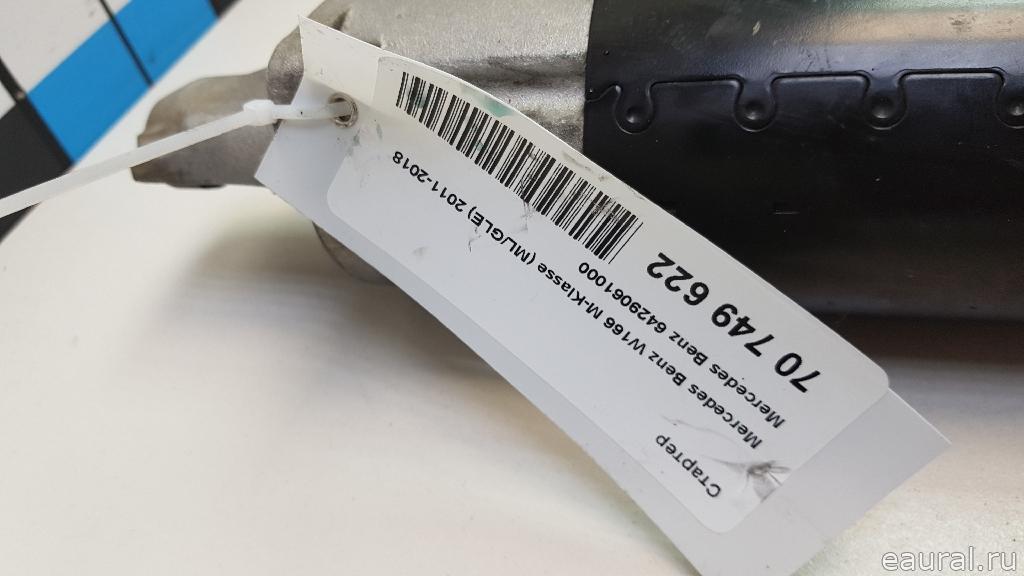 Стартер
Mercedes Benz W166 M-Klasse (ML/GLE) 2011-2018
Mercedes Benz 6429061000
70 749 622
eaural.ru